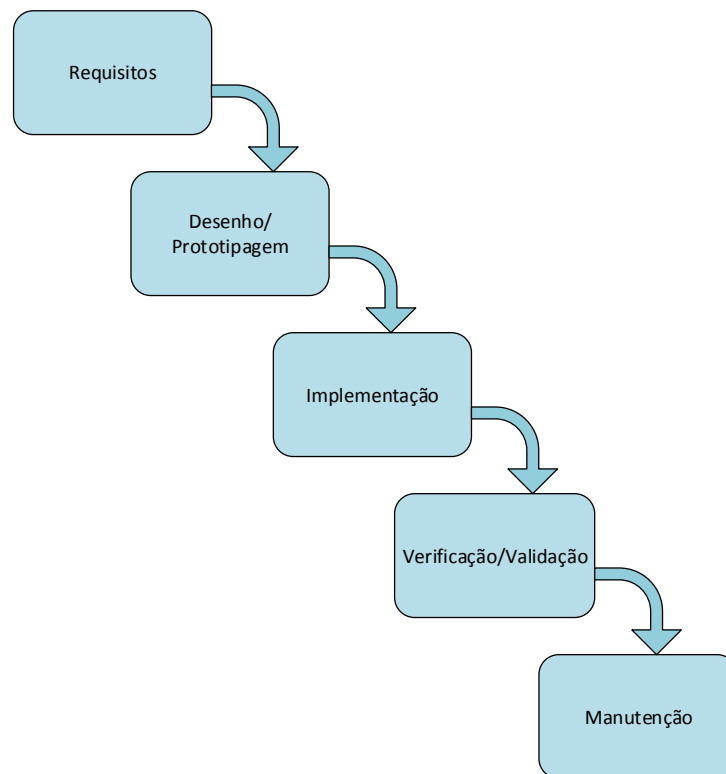 Requisitos
Desenho/
Prototipagem
Implementação
Verificação/Validação
Manutenção